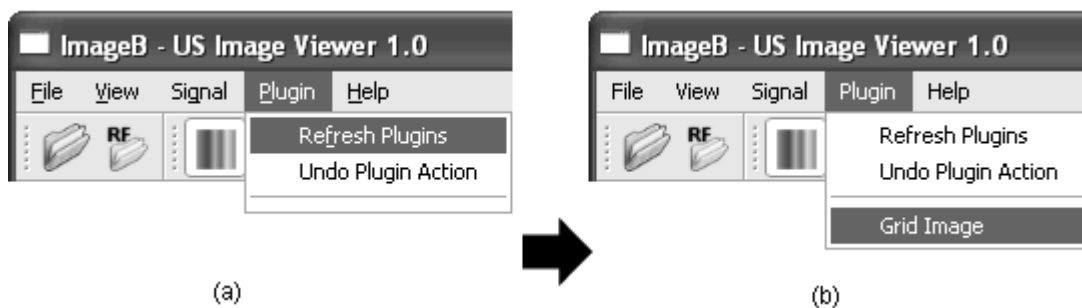 ImageB - US Image Viewer 1.0
File View Signal Plugin Help
RF
Refresh Plugins
Undo Plugin Action
(a)
ImageB - US Image Viewer 1.0
File View Signal Plugin Help
RF
Refresh Plugins
Undo Plugin Action
Grid Image
(b)